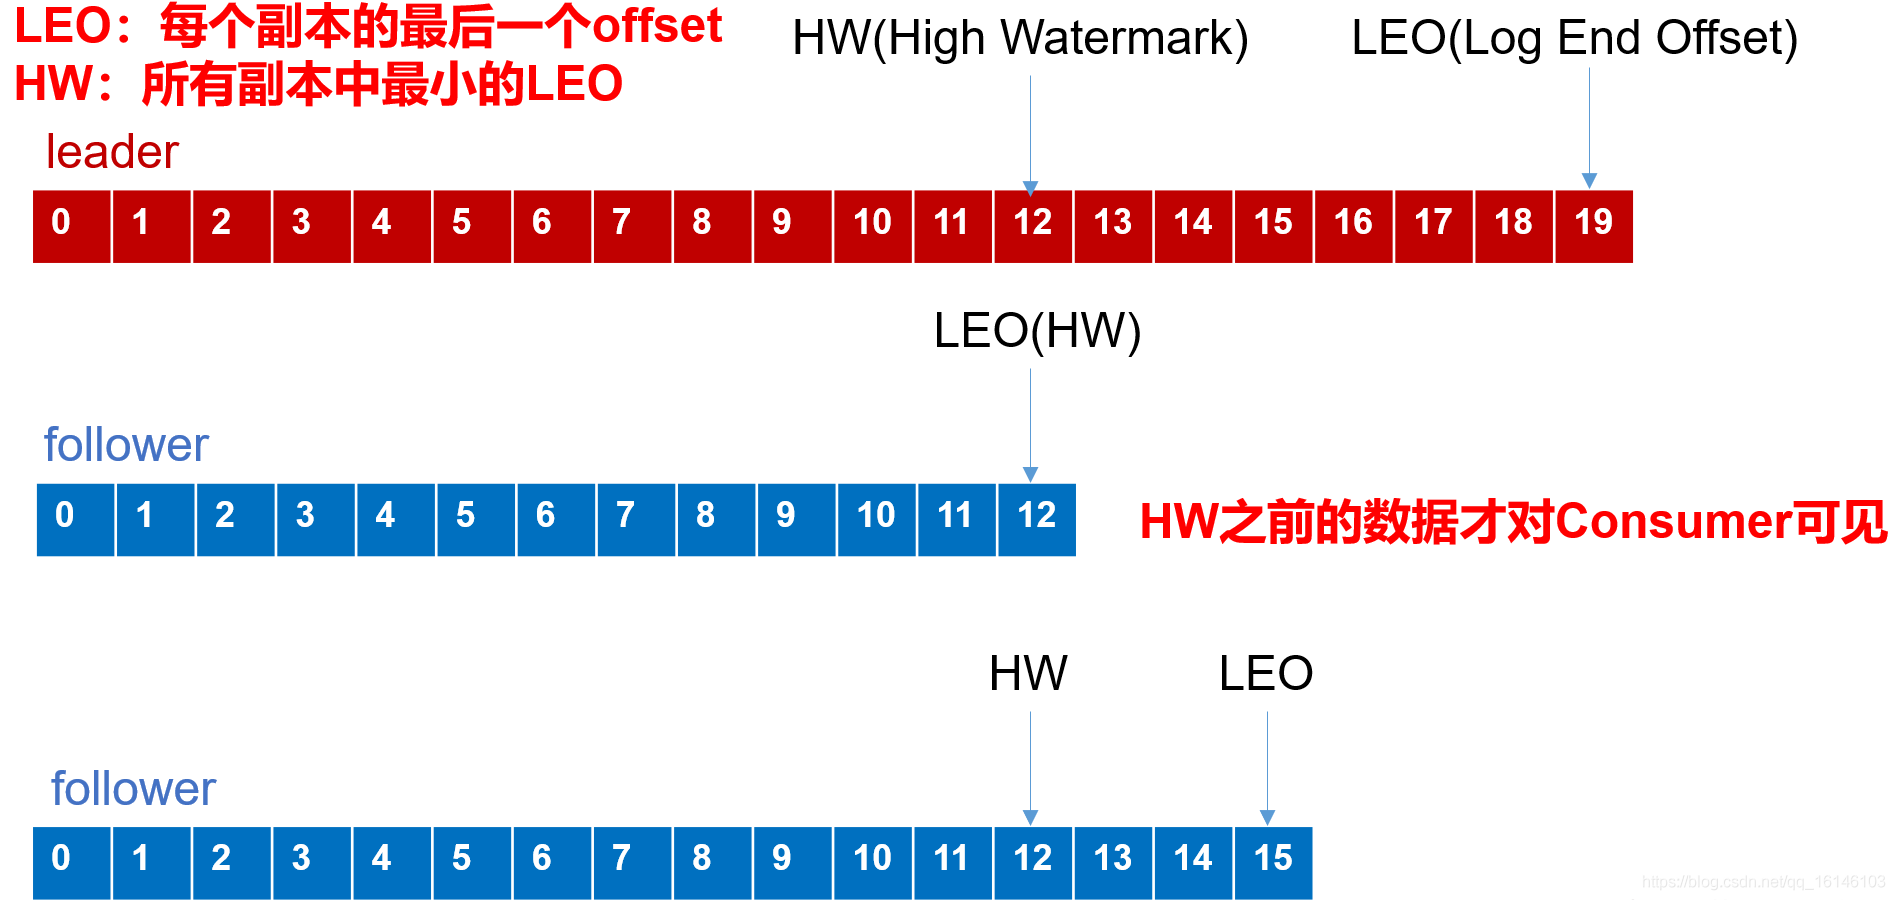 LEO：每个副本的最后一个offset
HW：所有副本中最小的LEO
HW(High Watermark)
LEO(Log End Offset)
leader
0 1 2 3 4 5 6 7 8 9 10 11 12 13 14 15 16 17 18 19
LEO(HW)
follower
0 1 2 3 4 5 6 7 8 9 10 11 12
HW之前的数据才对Consumer可见
HW
LEO
follower
0 1 2 3 4 5 6 7 8 9 10 11 12 13 14 15
https://blog.csdn.net/qq_16146103